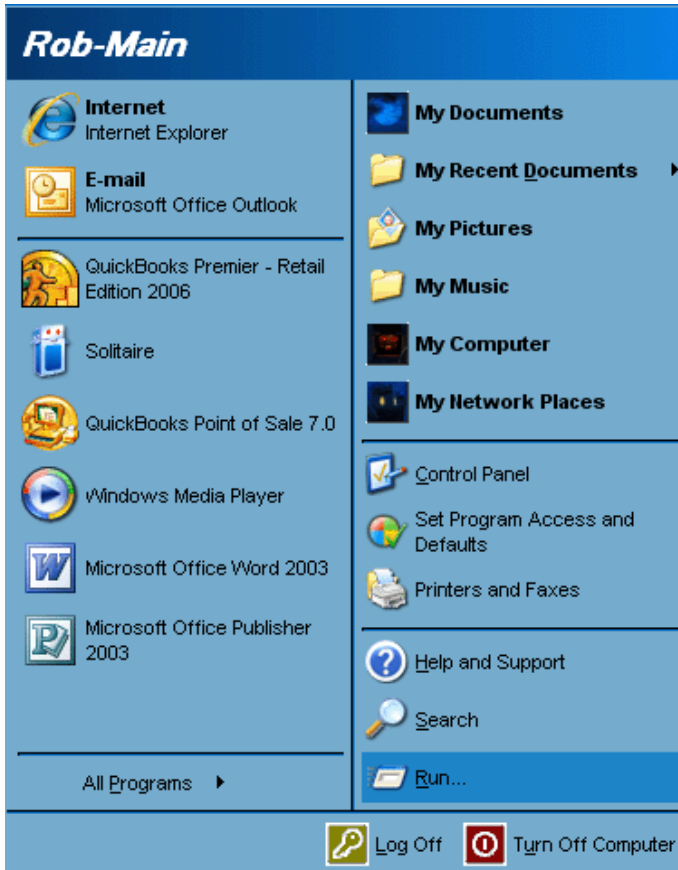 Rob-Main
Internet
Internet Explorer
E-mail
Microsoft Office Outlook
QuickBooks Premier - Retail
Edition 2006
Solitaire
QuickBooks Point of Sale 7.0
Windows Media Player
Microsoft Office Word 2003
Microsoft Office Publisher
2003
All Programs
My Documents
My Recent Documents
My Pictures
My Music
My Computer
My Network Places
Control Panel
Set Program Access and
Defaults
Printers and Faxes
Help and Support
Search
Run...
Log Off
Turn Off Computer